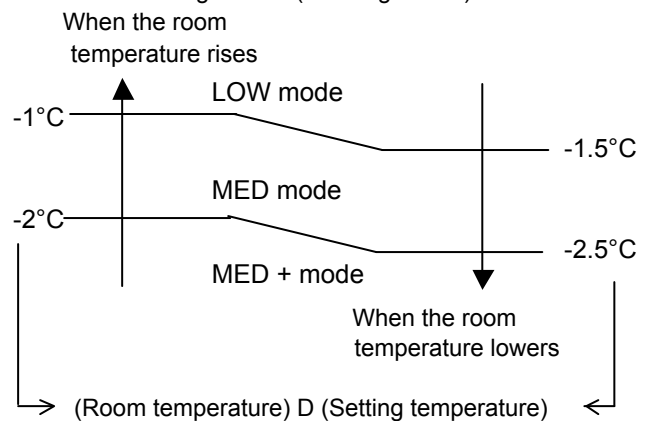 When the room
temperature rises
LOW mode
-1°C
-1.5°C
MED mode
-2°C
-2.5°C
MED + mode
When the room
temperature lowers
(Room temperature) D (Setting temperature)